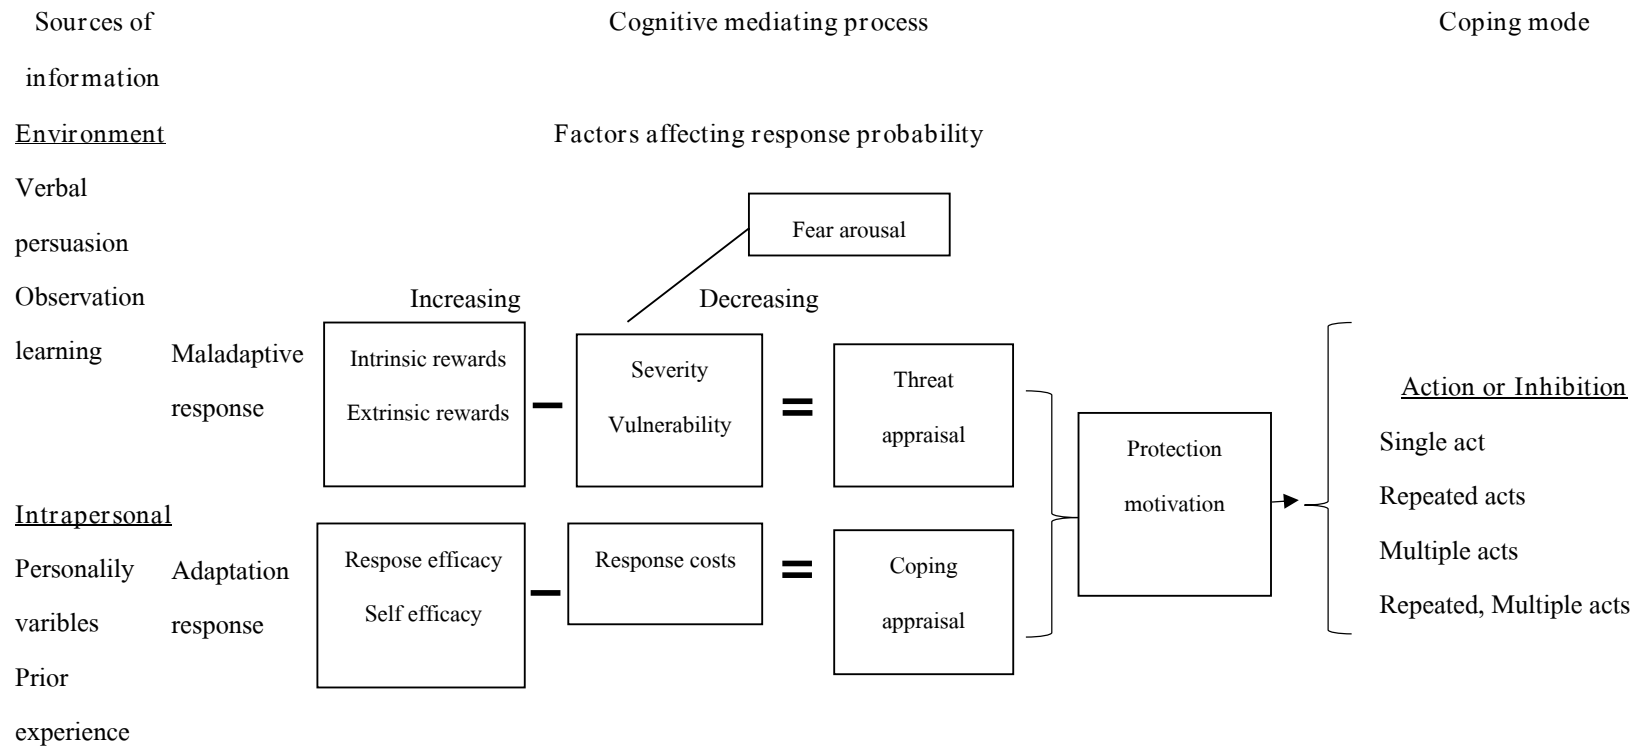 Sources of
information
Cognitive mediating process
Coping mode
Environment
Factors affecting response probability
Verbal
persuasion
Observation
learning
Fear arousal
Increasing
Decreasing
Maladaptive
response
Intrinsic rewards
Extrinsic rewards
–
Severity
Vulnerability
=
Threat
appraisal
Intrapersonal
Personalily
varibles
Prior
experience
Adaptation
response
Respose efficacy
Self efficacy
–
Response costs
=
Coping
appraisal
Protection
motivation
Action or Inhibition
Single act
Repeated acts
Multiple acts
Repeated, Multiple acts